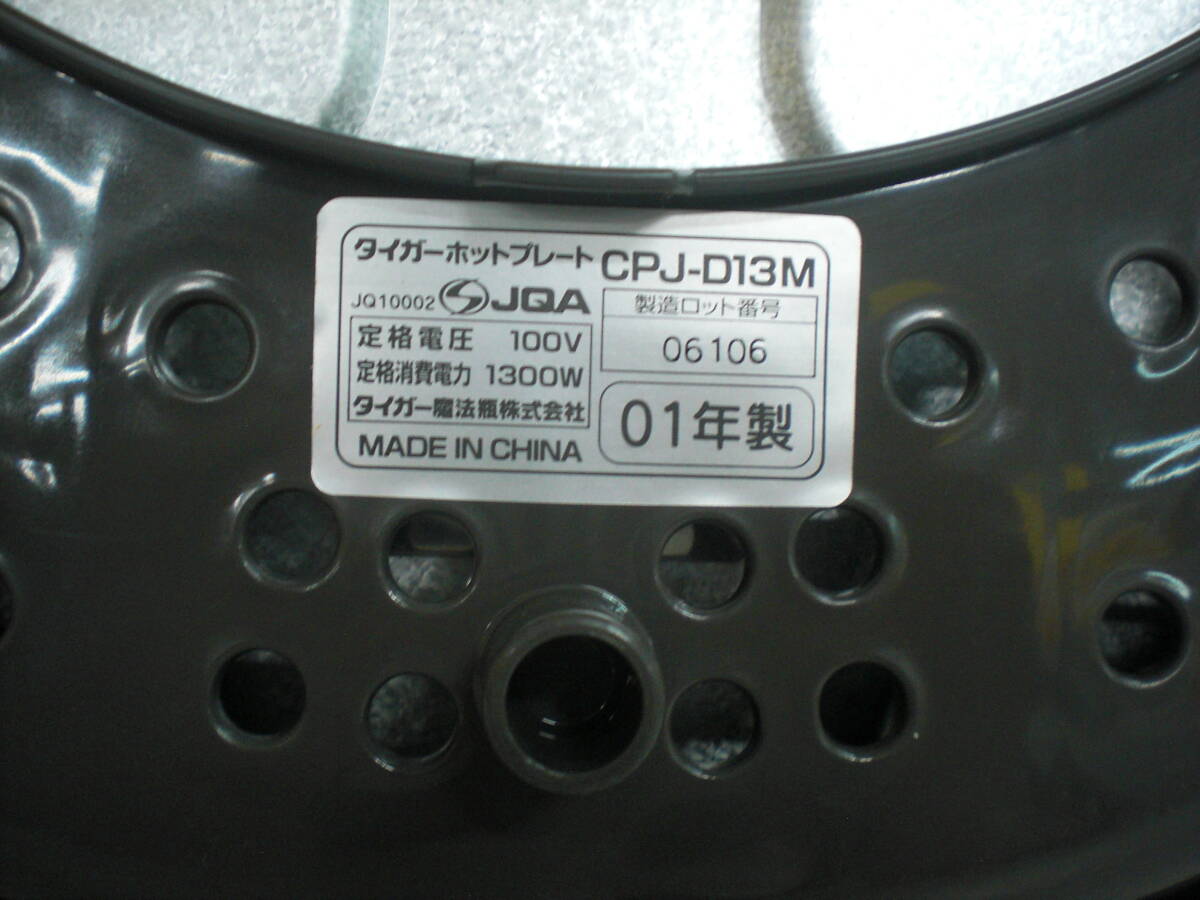 タイガーホットプレート CPJ-D13M
JQ10002 JQA
製造ロット番号
06106
定格電圧 100V
定格消費電力 1300W
タイガー魔法瓶株式会社
MADE IN CHINA
01年製